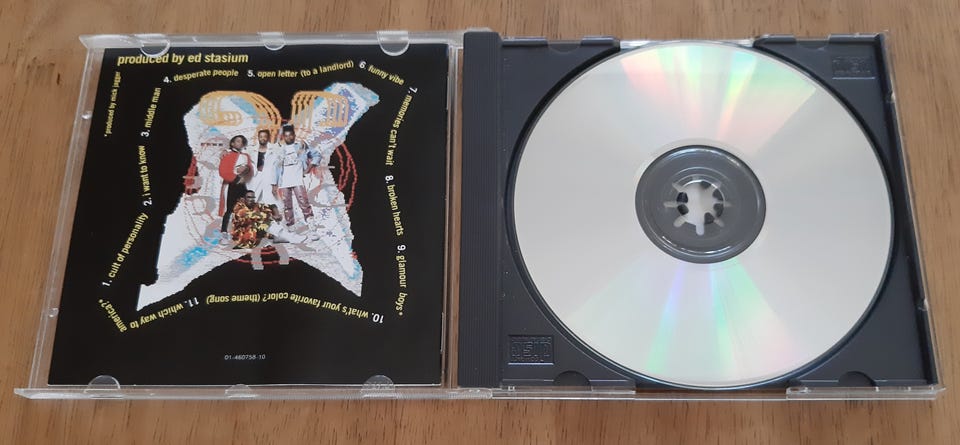 produced by ed stasium
* produced by mick jagger
1. cult of personality
2. i want to know
3. middle man
4. desperate people
5. open letter (to a landlord)
6. funny vibe
7. memories can't wait
8. broken hearts
9. glamour boys*
10. what's your favorite color? (theme song)
11. which way to america?*
01-460758-10